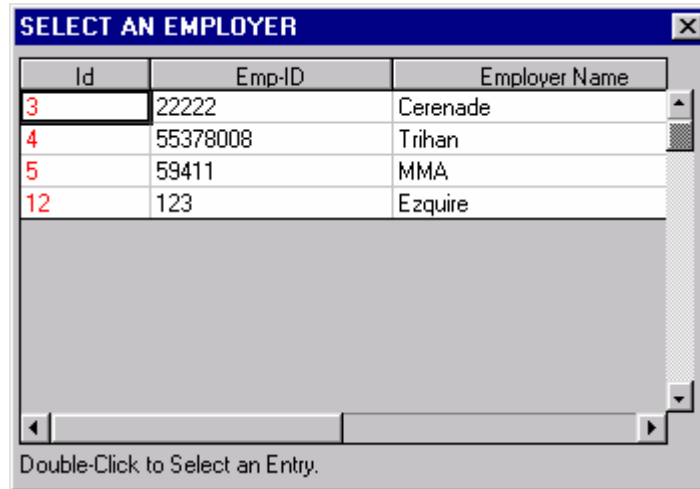 SELECT AN EMPLOYER
Id Emp-ID Employer Name
3 22222 Cerenade
4 55378008 Trihan
5 59411 MMA
12 123 Ezquire
Double-Click to Select an Entry.